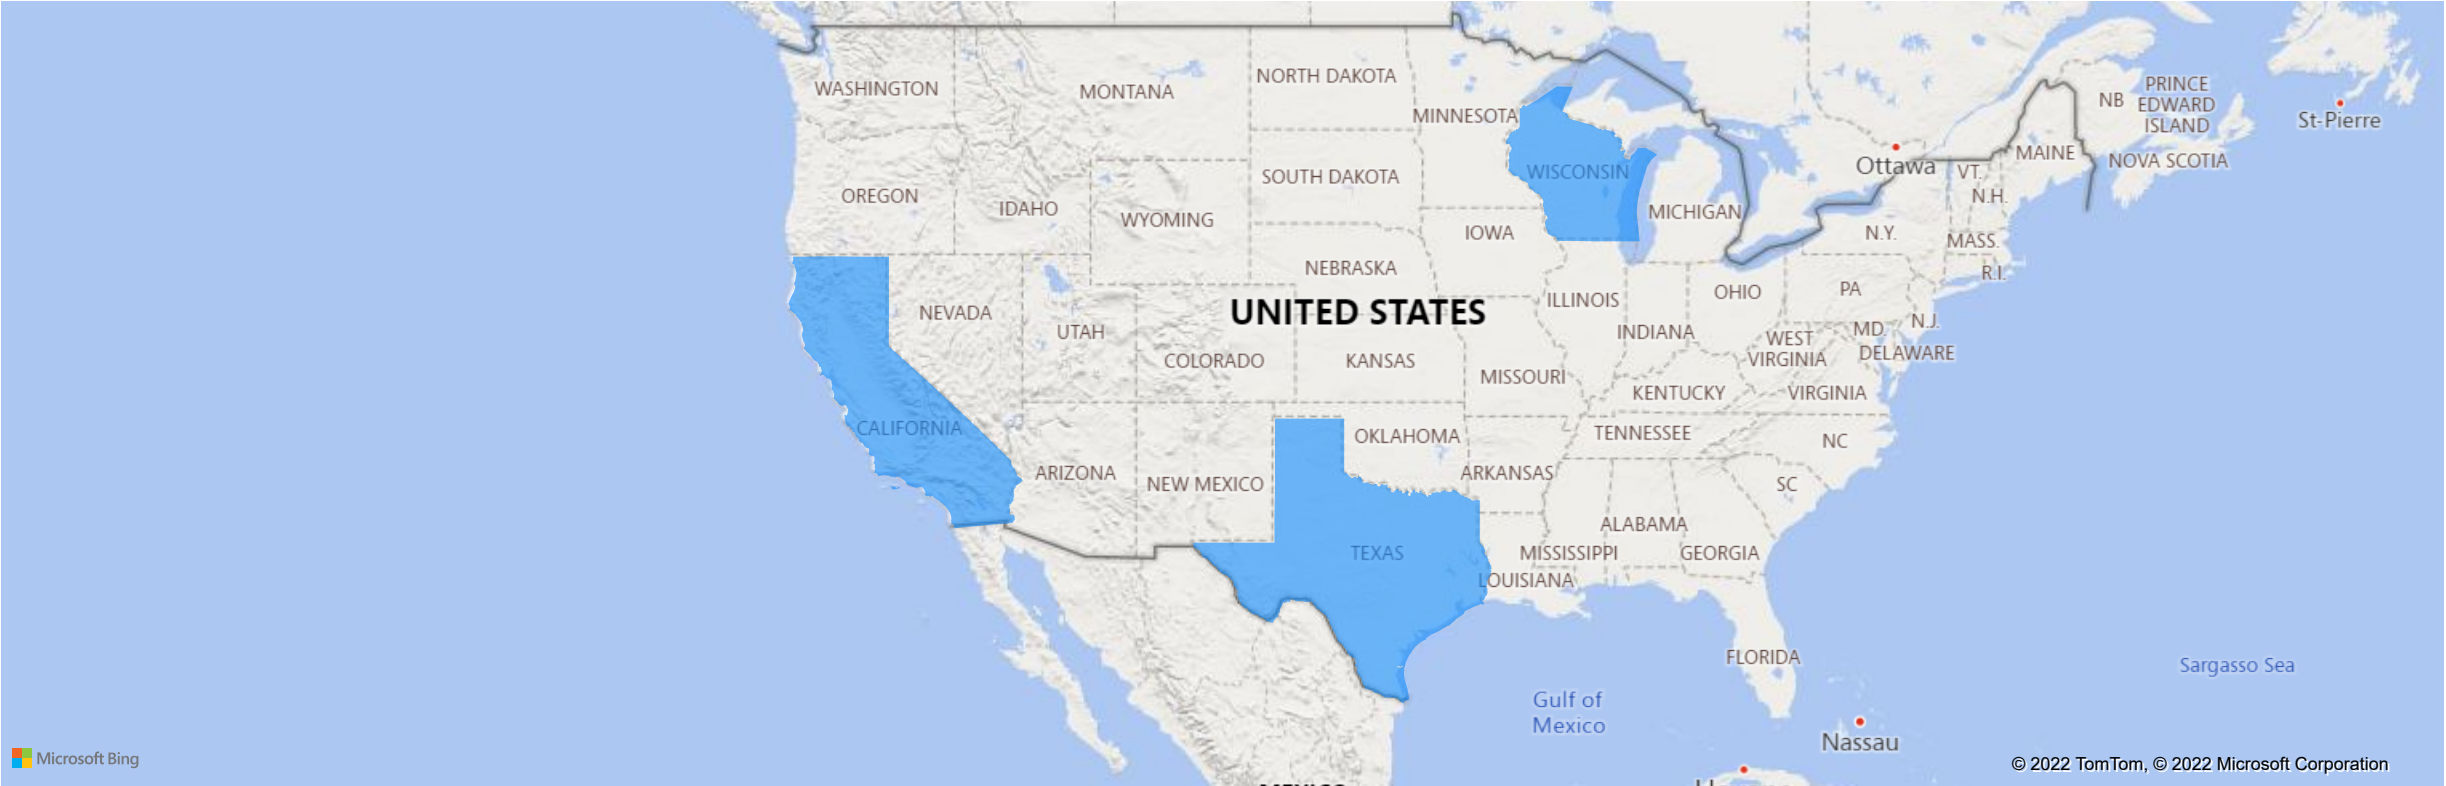 WASHINGTON
MONTANA
NORTH DAKOTA
MINNESOTA
PRINCE
EDWARD
ISLAND
NB
St-Pierre
Ottawa
MAINE
NOVA SCOTIA
VT.
N.H.
OREGON
IDAHO
WYOMING
SOUTH DAKOTA
WISCONSIN
MICHIGAN
IOWA
N.Y.
MASS.
R.I.
NEBRASKA
NEVADA
UTAH
UNITED STATES
ILLINOIS
INDIANA
OHIO
PA
N.J.
MD.
DELAWARE
WEST
VIRGINIA
COLORADO
KANSAS
MISSOURI
KENTUCKY
VIRGINIA
CALIFORNIA
OKLAHOMA
TENNESSEE
NC
ARIZONA
NEW MEXICO
ARKANSAS
SC
TEXAS
ALABAMA
MISSISSIPPI
GEORGIA
LOUISIANA
FLORIDA
Sargasso Sea
Gulf of
Mexico
Nassau
Microsoft Bing
© 2022 TomTom, © 2022 Microsoft Corporation